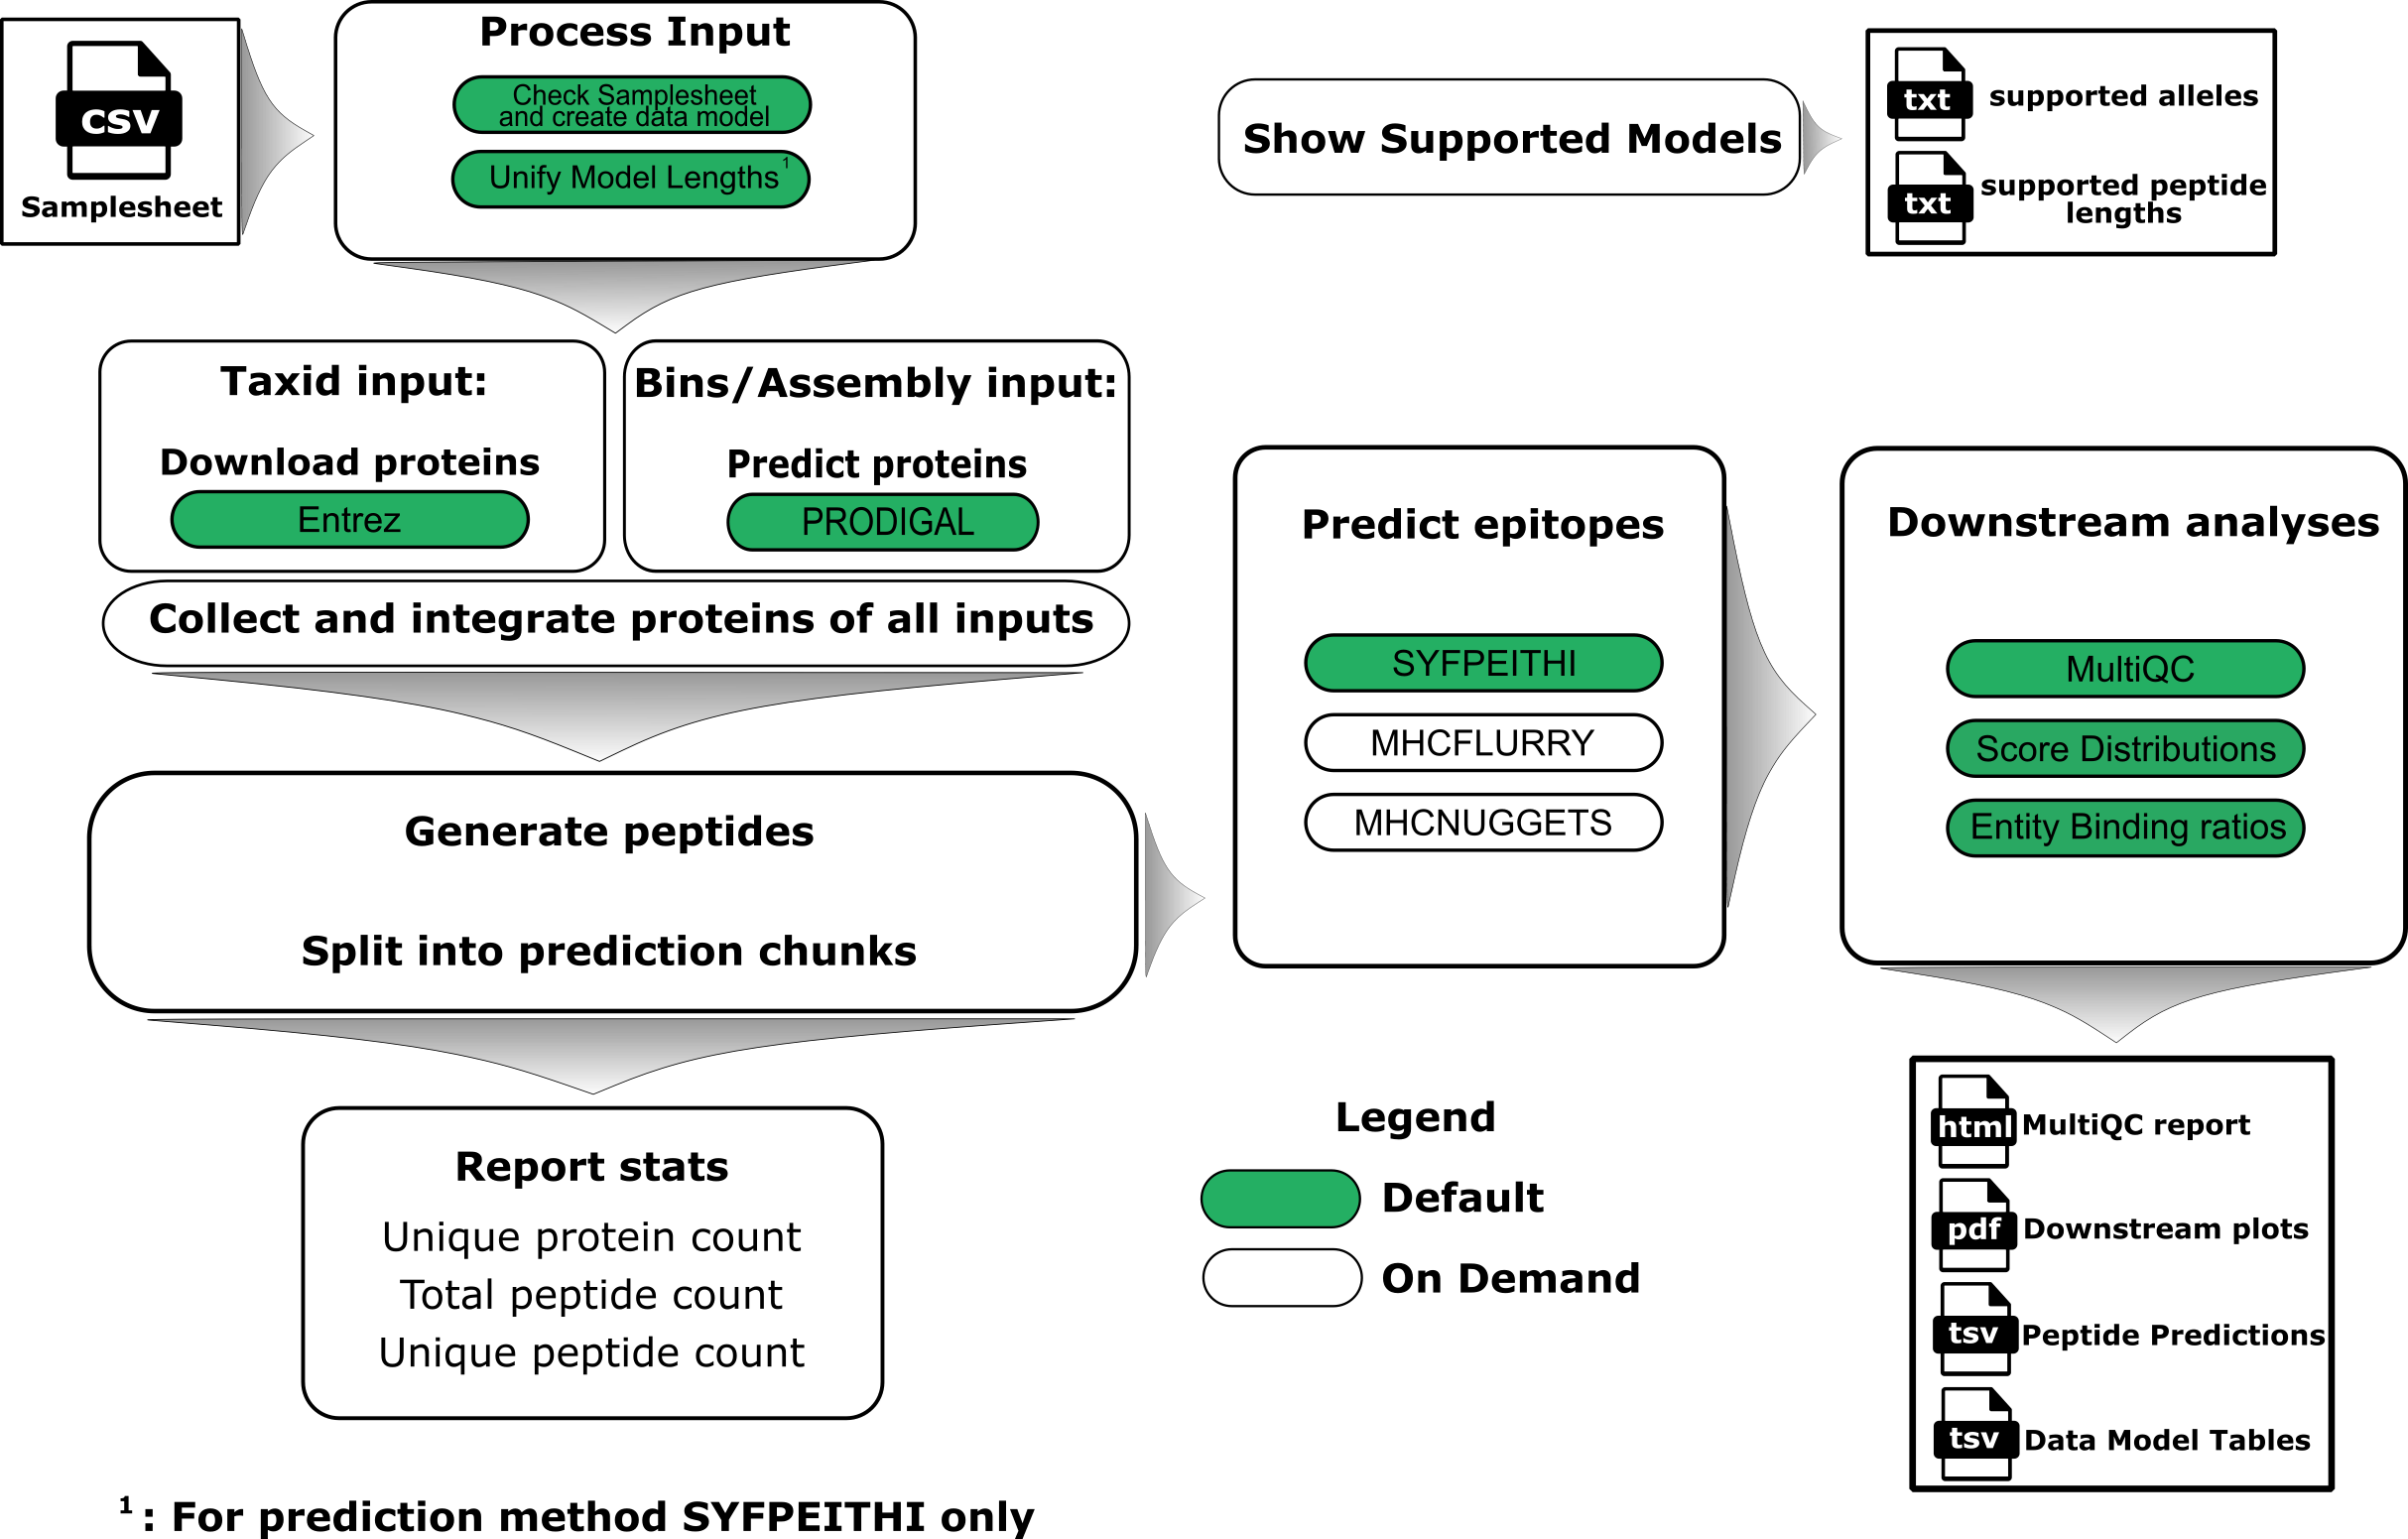 csv
Samplesheet
Process Input
Check Samplesheet
and create data model
Unify Model Lengths 1
Show Supported Models
txt supported alleles
txt supported peptide
lengths
Taxid input:
Download proteins
Entrez
Bins/Assembly input:
Predict proteins
PRODIGAL
Collect and integrate proteins of all inputs
Generate peptides
Split into prediction chunks
Predict epitopes
SYFPEITHI
MHCFLURRY
MHCNUGGETS
Downstream analyses
MultiQC
Score Distributions
Entity Binding ratios
Report stats
Unique protein count
Total peptide count
Unique peptide count
Legend
Default
On Demand
html MultiQC report
pdf Downstream plots
tsv Peptide Predictions
tsv Data Model Tables
1 : For prediction method SYFPEITHI only